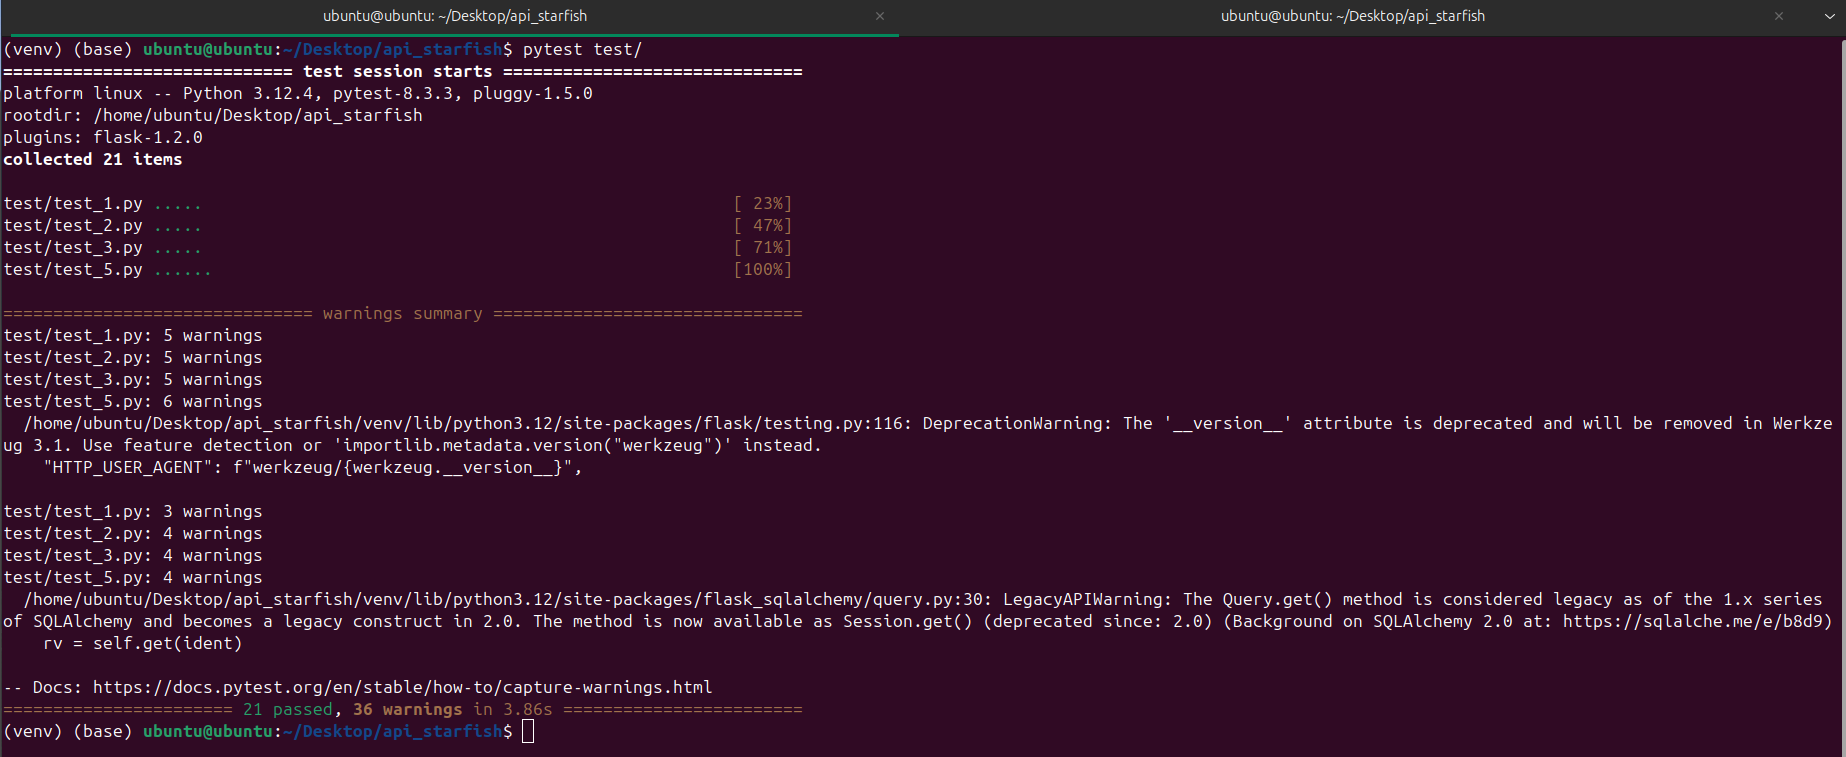 ubuntu@ubuntu: ~/Desktop/api_starfish × ubuntu@ubuntu: ~/Desktop/api_starfish ×
(venv) (base) ubuntu@ubuntu:~/Desktop/api_starfish$ pytest test/
============================= test session starts ==============================
platform linux -- Python 3.12.4, pytest-8.3.3, pluggy-1.5.0
rootdir: /home/ubuntu/Desktop/api_starfish
plugins: flask-1.2.0
collected 21 items
test/test_1.py ..... [ 23%]
test/test_2.py ..... [ 47%]
test/test_3.py ..... [ 71%]
test/test_5.py ...... [100%]
=============================== warnings summary ===============================
test/test_1.py: 5 warnings
test/test_2.py: 5 warnings
test/test_3.py: 5 warnings
test/test_5.py: 6 warnings
/home/ubuntu/Desktop/api_starfish/venv/lib/python3.12/site-packages/flask/testing.py:116: DeprecationWarning: The '__version__' attribute is deprecated and will be removed in Werkze
ug 3.1. Use feature detection or 'importlib.metadata.version("werkzeug")' instead.
"HTTP_USER_AGENT": f"werkzeug/{werkzeug.__version__}",
test/test_1.py: 3 warnings
test/test_2.py: 4 warnings
test/test_3.py: 4 warnings
test/test_5.py: 4 warnings
/home/ubuntu/Desktop/api_starfish/venv/lib/python3.12/site-packages/flask_sqlalchemy/query.py:30: LegacyAPIWarning: The Query.get() method is considered legacy as of the 1.x series
of SQLAlchemy and becomes a legacy construct in 2.0. The method is now available as Session.get() (deprecated since: 2.0) (Background on SQLAlchemy 2.0 at: https://sqlalche.me/e/b8d9)
rv = self.get(ident)
-- Docs: https://docs.pytest.org/en/stable/how-to/capture-warnings.html
======================= 21 passed, 36 warnings in 3.86s ========================
(venv) (base) ubuntu@ubuntu:~/Desktop/api_starfish$